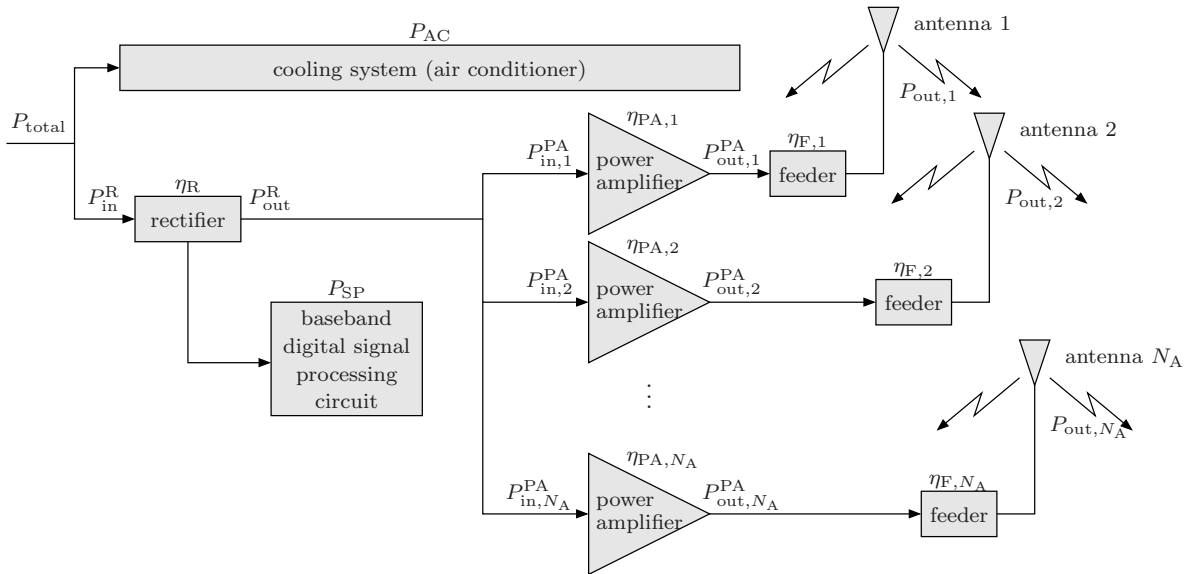 antenna 1
P_AC
cooling system (air conditioner)
P_out,1
P_total
η_PA,1
antenna 2
P^PA_in,1
power
amplifier
P^PA_out,1
η_F,1
feeder
P^R_in
η_R
rectifier
P^R_out
P_out,2
η_PA,2
P^PA_in,2
power
amplifier
P^PA_out,2
η_F,2
feeder
P_SP
baseband
digital signal
processing
circuit
antenna N_A
⋮
P_out,N_A
η_PA,N_A
P^PA_in,N_A
power
amplifier
P^PA_out,N_A
η_F,N_A
feeder